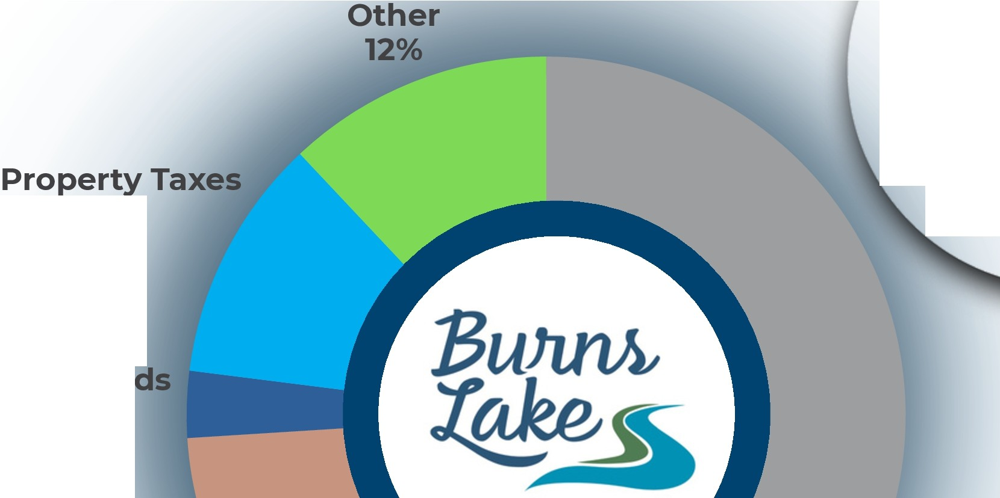 Other
12%
Property Taxes
ds
Burns
Lake